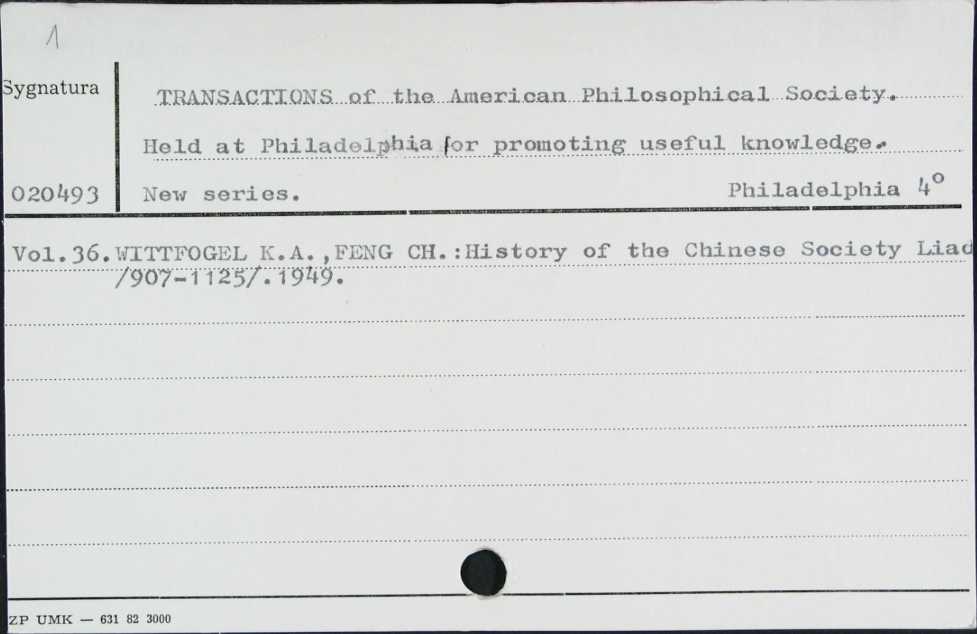 1
Sygnatura
TRANSACTIONS of the American Philosophical Society.
Held at Philadelphia for promoting useful knowledge.
020493
New series. Philadelphia 4°
Vol.36.WITTFOGEL K.A.,FENG CH.:History of the Chinese Society Liad
/907-1125/.1949.
ZP UMK — 631 82 3000